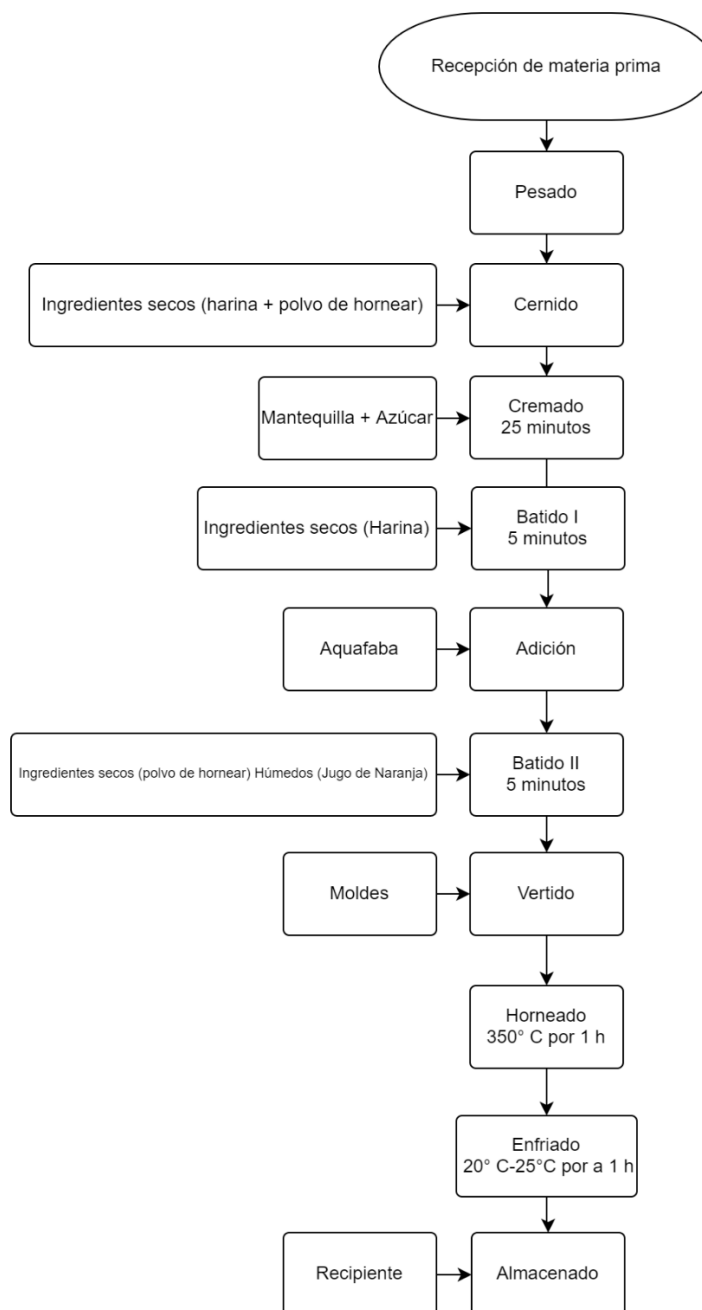 Recepción de materia prima
Pesado
Ingredientes secos (harina + polvo de hornear)
Cernido
Mantequilla + Azúcar
Cremado
25 minutos
Ingredientes secos (Harina)
Batido I
5 minutos
Aquafaba
Adición
Ingredientes secos (polvo de hornear) Húmedos (Jugo de Naranja)
Batido II
5 minutos
Moldes
Vertido
Horneado
350° C por 1 h
Enfriado
20° C-25°C por a 1 h
Recipiente
Almacenado